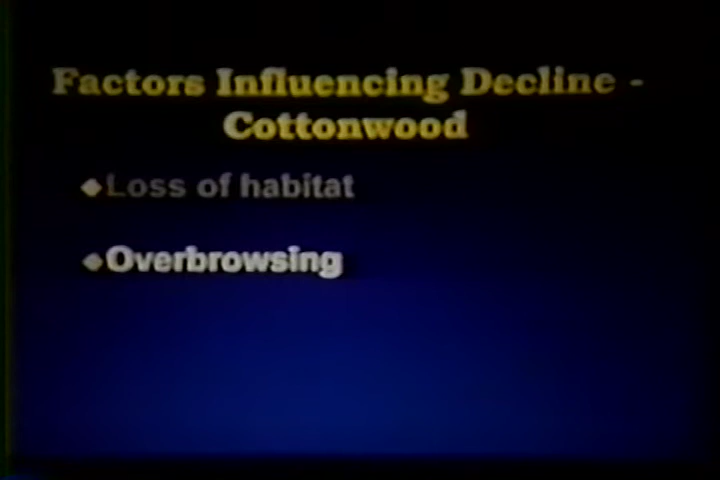 Factors Influencing Decline -
Cottonwood
◆Loss of habitat
◆Overbrowsing